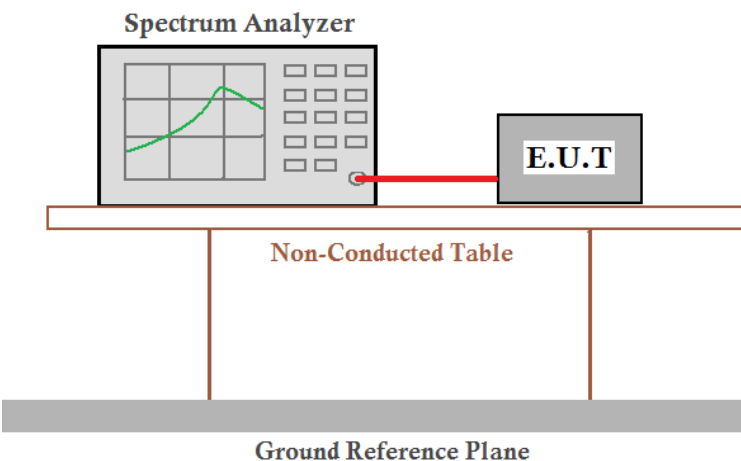 Spectrum Analyzer
E.U.T
Non-Conducted Table
Ground Reference Plane